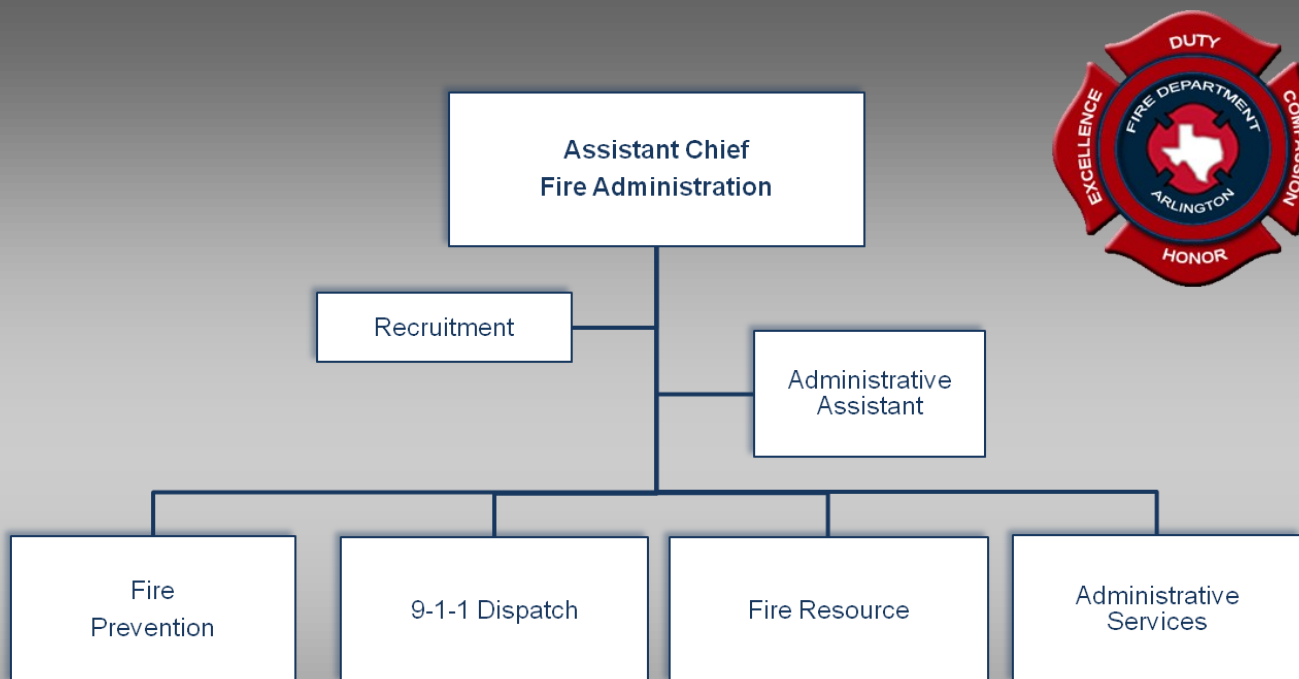 DUTY
EXCELLENCE
COMPASSION
FIRE DEPARTMENT
ARLINGTON
HONOR
Assistant Chief
Fire Administration
Recruitment
Administrative
Assistant
Fire
Prevention
9-1-1 Dispatch
Fire Resource
Administrative
Services